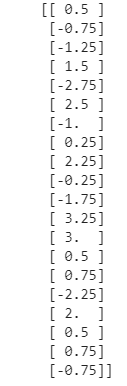 [[ 0.5 ]
[-0.75]
[-1.25]
[ 1.5 ]
[-2.75]
[ 2.5 ]
[-1.  ]
[ 0.25]
[ 2.25]
[-0.25]
[-1.75]
[ 3.25]
[ 3.  ]
[ 0.5 ]
[ 0.75]
[-2.25]
[ 2.  ]
[ 0.5 ]
[ 0.75]
[-0.75]]